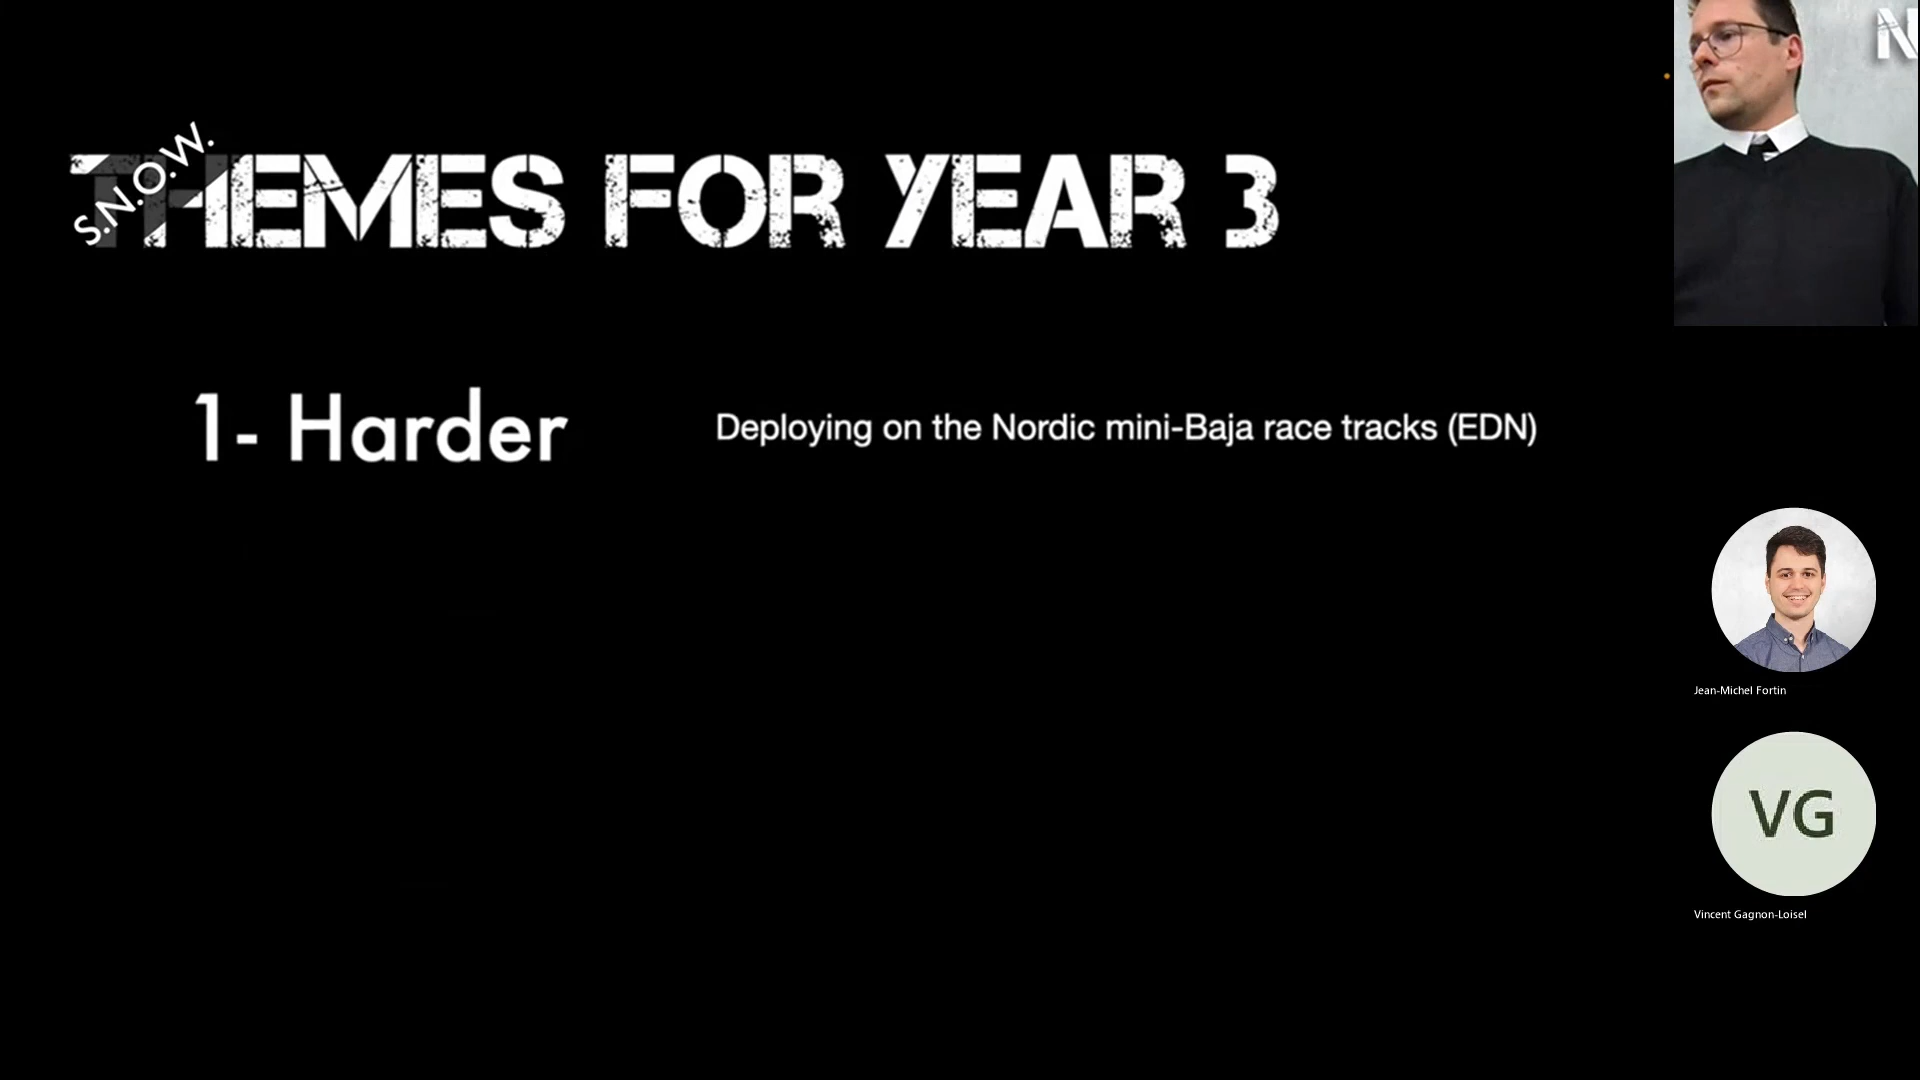 S.N.O.W.
THEMES FOR YEAR 3
1- Harder
Deploying on the Nordic mini-Baja race tracks (EDN)
N
Jean-Michel Fortin
VG
Vincent Gagnon-Loisel